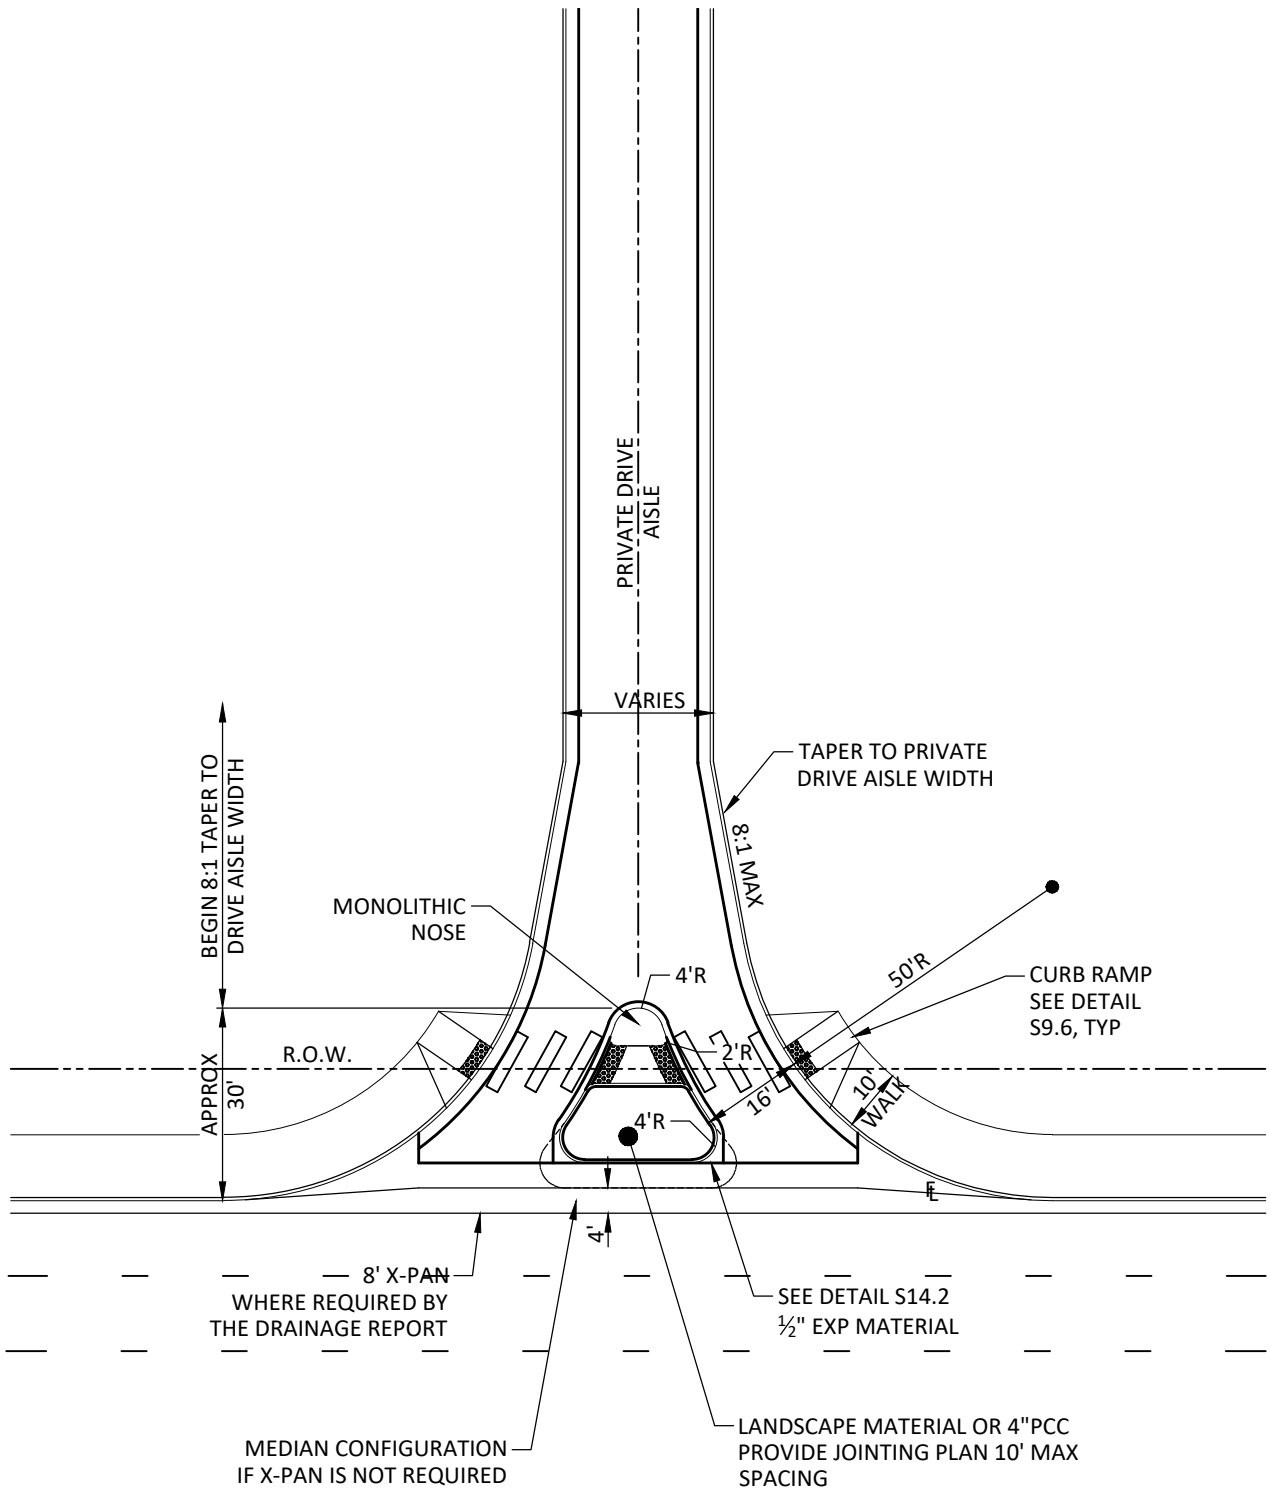 PRIVATE DRIVE
AISLE
VARIES
TAPER TO PRIVATE
DRIVE AISLE WIDTH
BEGIN 8:1 TAPER TO
DRIVE AISLE WIDTH
8:1 MAX
MONOLITHIC
NOSE
4'R
50'R
CURB RAMP
SEE DETAIL
S9.6, TYP
R.O.W.
2'R
APPROX
30'
16'
10'
WALK
4'R
FL
4'
8' X-PAN
WHERE REQUIRED BY
THE DRAINAGE REPORT
SEE DETAIL S14.2
½" EXP MATERIAL
MEDIAN CONFIGURATION
IF X-PAN IS NOT REQUIRED
LANDSCAPE MATERIAL OR 4"PCC
PROVIDE JOINTING PLAN 10' MAX
SPACING